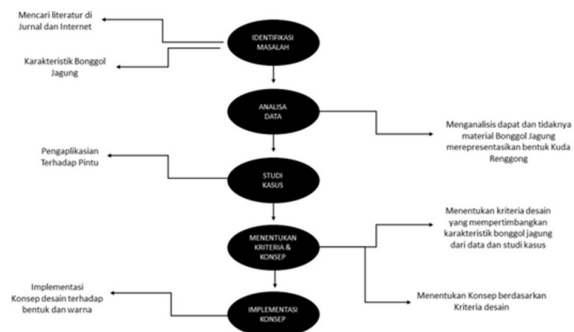 Mencari literatur di
Jurnal dan Internet
IDENTIFIKASI
MASALAH
Karakteristik Bonggol
Jagung
ANALISA
DATA
Menganalisis dapat dan tidaknya
material Bonggol Jagung
merepresentasikan bentuk Kuda
Renggong
Pengaplikasian
Terhadap Pintu
STUDI
KASUS
Menentukan kriteria desain
yang mempertimbangkan
karakteristik bonggol jagung
dari data dan studi kasus
MENENTUKAN
KRITERIA &
KONSEP
Implementasi
Konsep desain terhadap
bentuk dan warna
Menentukan Konsep berdasarkan
Kriteria desain
IMPLEMENTASI
KONSEP